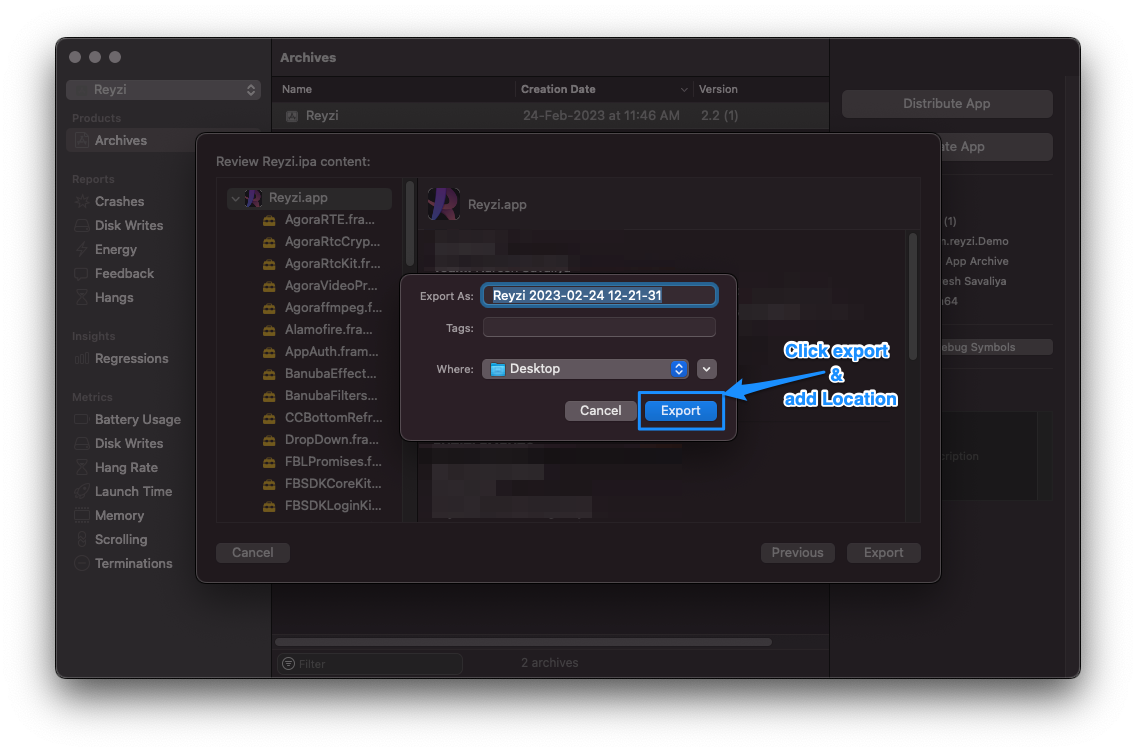 Archives
Reyzi
Name
Creation Date
Version
Distribute App
Products
Reyzi
24-Feb-2023 at 11:46 AM
2.2 (1)
Archives
ate App
Review Reyzi.ipa content:
Reports
Crashes
Disk Writes
Energy
Feedback
Hangs
Insights
Regressions
Metrics
Battery Usage
Disk Writes
Hang Rate
Launch Time
Memory
Scrolling
Terminations
Reyzi.app
AgoraRTE.fra...
AgoraRtcCryp...
AgoraRtcKit.fr...
AgoraVideoPr...
Agoraffmpeg.f...
Alamofire.fra...
AppAuth.fram...
BanubaEffect...
BanubaFilters...
CCBottomRefr...
DropDown.fra...
FBLPromises.f...
FBSDKCoreKit...
FBSDKLoginKi...
Reyzi.app
(1)
n.reyzi.Demo
App Archive
esh Savaliya
64
ebug Symbols
cription
Export As:
Reyzi 2023-02-24 12-21-31
Tags:
Where:
Desktop
Cancel
Export
Click export
&
add Location
Cancel
Previous
Export
Filter
2 archives